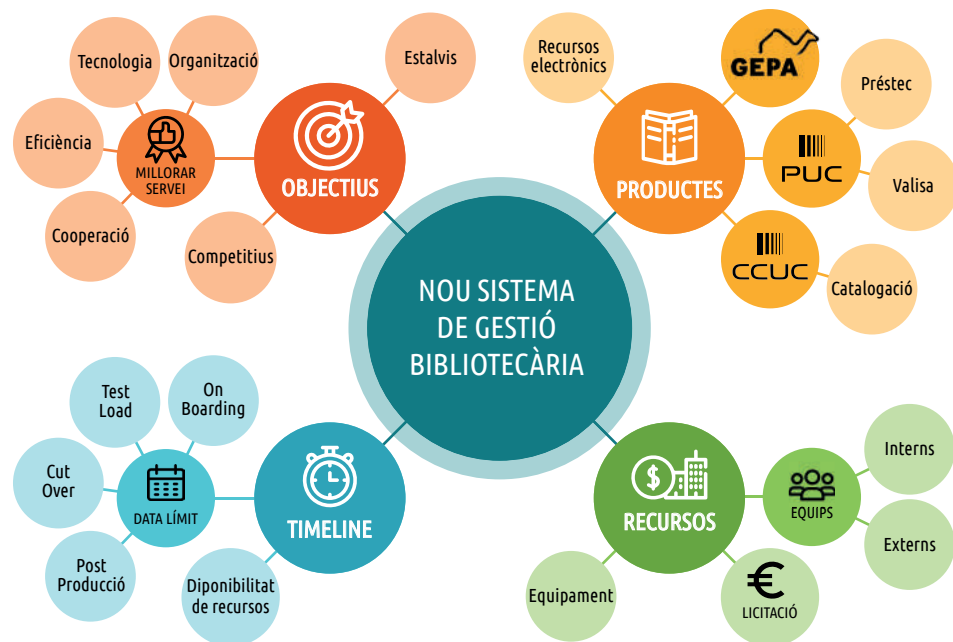 NOU SISTEMA
DE GESTIÓ
BIBLIOTECÀRIA
OBJECTIUS
Estalvis
Competitius
MILLORAR
SERVEI
Organització
Tecnologia
Eficiència
Cooperació
PRODUCTES
Recursos
electrònics
GEPA
PUC
Préstec
Valisa
CCUC
Catalogació
TIMELINE
DATA LÍMIT
On
Boarding
Test
Load
Cut
Over
Post
Producció
Diponibilitat
de recursos
$
RECURSOS
EQUIPS
Interns
Externs
€
LICITACIÓ
Equipament